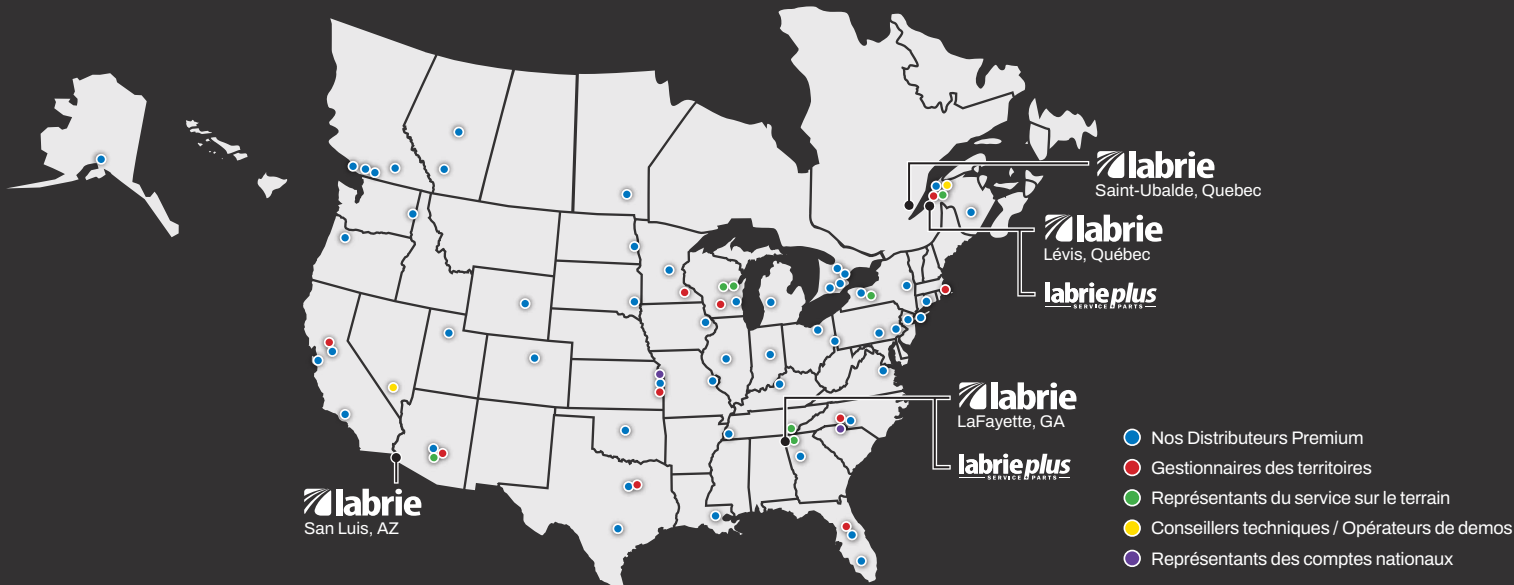 labrie
Saint-Ubalde, Quebec
labrie
Lévis, Québec
labrieplus
SERVICE & PARTS
labrie
LaFayette, GA
labrieplus
SERVICE & PARTS
labrie
San Luis, AZ
Nos Distributeurs Premium
Gestionnaires des territoires
Représentants du service sur le terrain
Conseillers techniques / Opérateurs de demos
Représentants des comptes nationaux